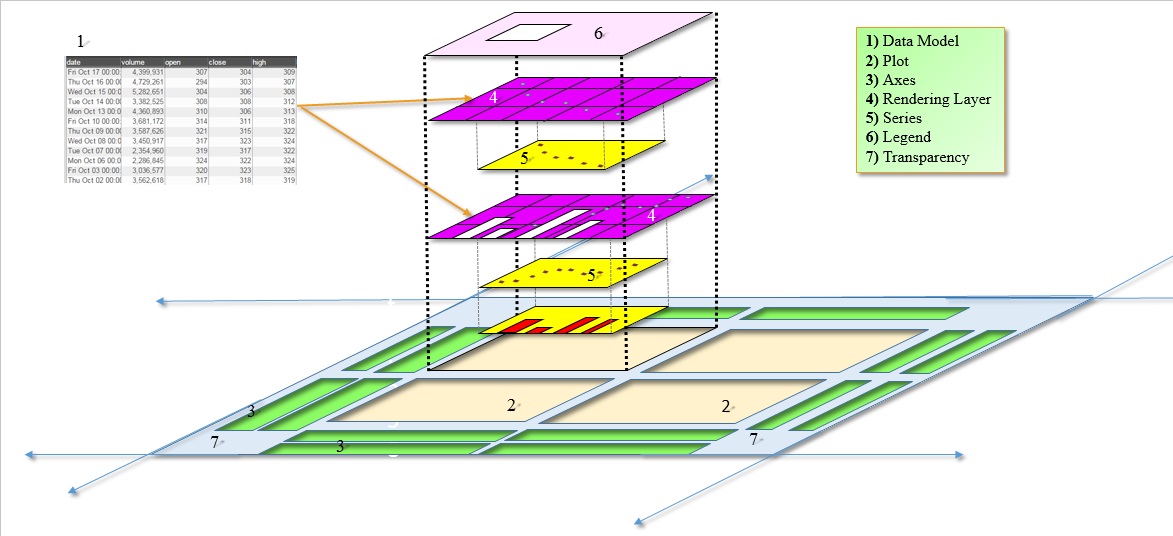 1
date volume open close high
Fri Oct 17 00:00: 4,399,931 307 304 309
Thu Oct 16 00:00 4,729,261 294 303 307
Wed Oct 15 00:00 5,282,651 304 306 308
Tue Oct 14 00:00: 3,382,525 308 308 312
Mon Oct 13 00:0( 4,360,893 310 306 313
Fri Oct 10 00:00: 3,681,172 314 311 318
Thu Oct 09 00:00: 3,587,626 321 315 322
Wed Oct 08 00:0( 3,450,917 317 323 324
Tue Oct 07 00:00: 2,354,960 319 317 322
Mon Oct 06 00:0 2,286,845 324 322 324
Fri Oct 03 00:00: 3,036,577 320 323 325
Thu Oct 02 00:00: 3,562,618 317 318 319
6
4
5
4
5
2
2
3
7
3
7
1) Data Model
2) Plot
3) Axes
4) Rendering Layer
5) Series
6) Legend
7) Transparency